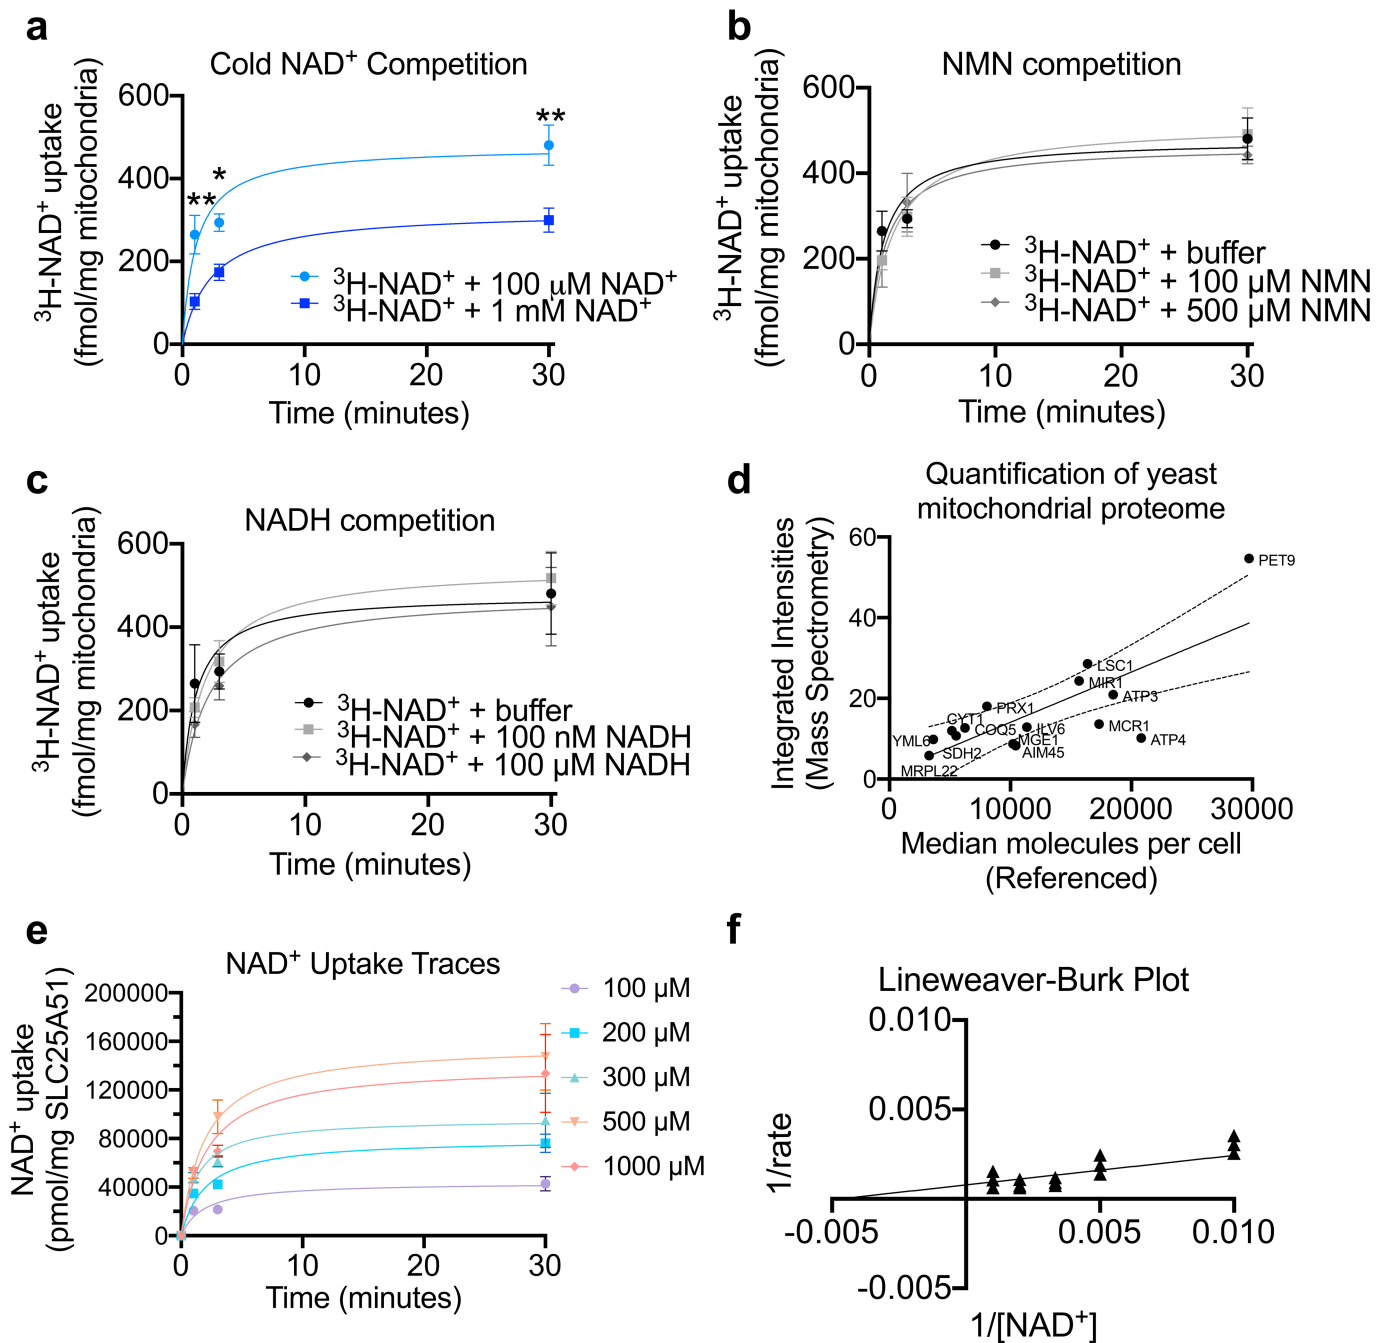 a
Cold NAD⁺ Competition
³H-NAD⁺ uptake
(fmol/mg mitochondria)
600
400
200
0
**
*
**
³H-NAD⁺ + 100 μM NAD⁺
³H-NAD⁺ + 1 mM NAD⁺
0 10 20 30
Time (minutes)
b
NMN competition
³H-NAD⁺ uptake
(fmol/mg mitochondria)
600
400
200
0
³H-NAD⁺ + buffer
³H-NAD⁺ + 100 μM NMN
³H-NAD⁺ + 500 μM NMN
0 10 20 30
Time (minutes)
c
NADH competition
³H-NAD⁺ uptake
(fmol/mg mitochondria)
600
400
200
0
³H-NAD⁺ + buffer
³H-NAD⁺ + 100 nM NADH
³H-NAD⁺ + 100 μM NADH
0 10 20 30
Time (minutes)
d
Quantification of yeast
mitochondrial proteome
Integrated Intensities
(Mass Spectrometry)
60
40
20
0
PET9
LSC1
MIR1
ATP3
PRX1
CYT1
COQ5
ILV6
MCR1
YML6
MGE1
ATP4
SDH2
AIM45
MRPL22
0 10000 20000 30000
Median molecules per cell
(Referenced)
e
NAD⁺ Uptake Traces
NAD⁺ uptake
(pmol/mg SLC25A51)
200000
160000
120000
80000
40000
0
100 μM
200 μM
300 μM
500 μM
1000 μM
0 10 20 30
Time (minutes)
f
Lineweaver-Burk Plot
1/rate
0.010
0.005
-0.005 0.005 0.010
-0.005
1/[NAD⁺]